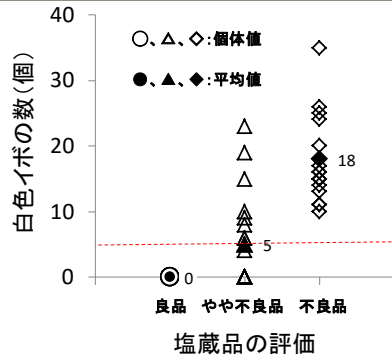 40
○、△、◇:個体値
30
●、▲、◆:平均値
白色イボの数(個)
20
18
10
5
0
0
良品 やや不良品 不良品
塩蔵品の評価